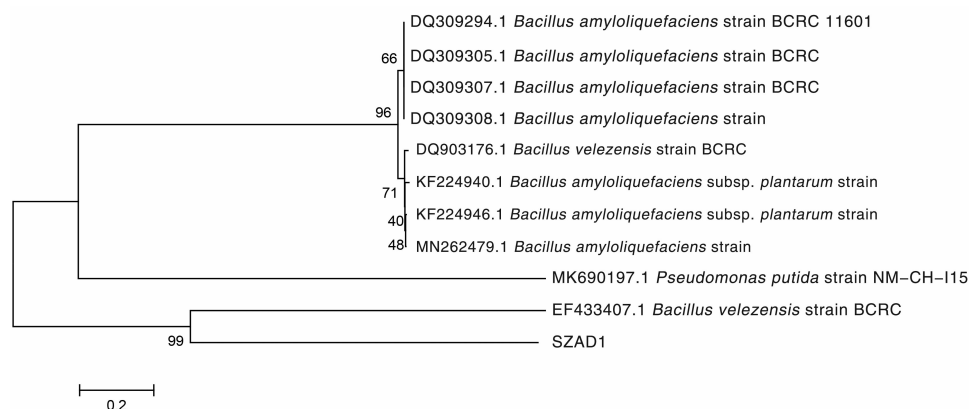 DQ309294.1 Bacillus amyloliquefaciens strain BCRC 11601
66
DQ309305.1 Bacillus amyloliquefaciens strain BCRC
DQ309307.1 Bacillus amyloliquefaciens strain BCRC
96
DQ309308.1 Bacillus amyloliquefaciens strain
DQ903176.1 Bacillus velezensis strain BCRC
71
KF224940.1 Bacillus amyloliquefaciens subsp. plantarum strain
40
KF224946.1 Bacillus amyloliquefaciens subsp. plantarum strain
48
MN262479.1 Bacillus amyloliquefaciens strain
MK690197.1 Pseudomonas putida strain NM–CH–I15
EF433407.1 Bacillus velezensis strain BCRC
99
SZAD1
0.2